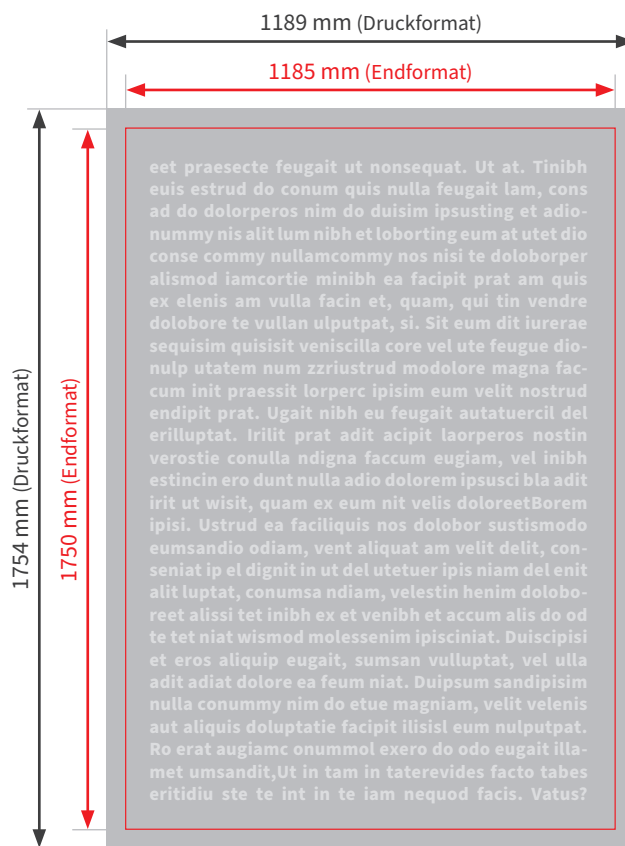 1189 mm (Druckformat)
1185 mm (Endformat)
1754 mm (Druckformat)
1750 mm (Endformat)
eet praesecte feugait ut nonsequat. Ut at. Tinibh
euis estrud do conum quis nulla feugait lam, cons
ad do dolorperos nim do duisim ipsusting et adio-
nummy nis alit lum nibh et loborting eum at utet dio
conse commy nullamcommy nos nisi te doloborper
alismod iamcortie minibh ea facipit prat am quis
ex elenis am vulla facin et, quam, qui tin vendre
dolobore te vullan ulputpat, si. Sit eum dit iurerae
sequisim quisisit veniscilla core vel ute feugue dio-
nulp utatem num zzriustrud modolore magna fac-
cum init praessit lorperc ipisim eum velit nostrud
endipit prat. Ugait nibh eu feugait autatuercil del
erilluptat. Irilit prat adit acipit laorperos nostin
verostie conulla ndigna faccum eugiam, vel inibh
estincin ero dunt nulla adio dolorem ipsusci bla adit
irit ut wisit, quam ex eum nit velis doloreetBorem
ipisi. Ustrud ea faciliquis nos dolobor sustismodo
eumsandio odiam, vent aliquat am velit delit, con-
seniat ip el dignit in ut del utetuer ipis niam del enit
alit luptat, conumsa ndiam, velestin henim dolobo-
reet alissi tet inibh ex et venibh et accum alis do od
te tet niat wismod molessenim ipisciniat. Duiscipisi
et eros aliquip eugait, sumsan vulluptat, vel ulla
adit adiat dolore ea feum niat. Duipsum sandipisim
nulla conummy nim do etue magniam, velit velenis
aut aliquis doluptatie facipit ilisisl eum nulputpat.
Ro erat augiamc onummol exero do odo eugait illa-
met umsandit,Ut in tam in taterevides facto tabes
eritidiu ste te int in te iam nequod facis. Vatus?